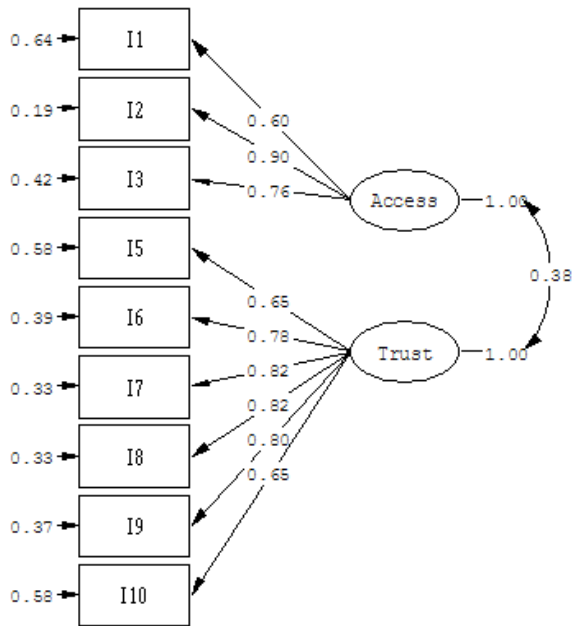 0.64 I1
0.19 I2
0.60
0.90
0.42 I3
0.76
Access 1.00
0.58 I5
0.38
0.65
0.39 I6
0.78
Trust 1.00
0.82
0.33 I7
0.82
0.80
0.33 I8
0.65
0.37 I9
0.58 I10